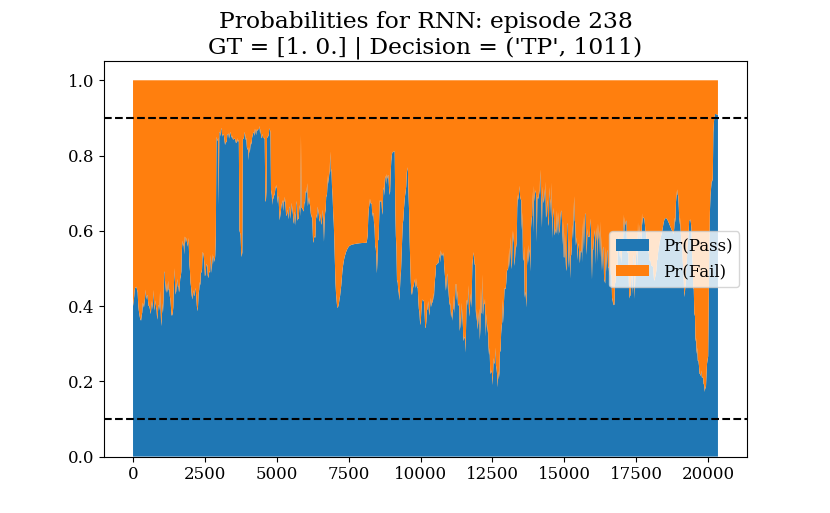 Probabilities for RNN: episode 238
GT = [1. 0.] | Decision = ('TP', 1011)
1.0
0.8
0.6
0.4
0.2
0.0
Pr(Pass)
Pr(Fail)
0 2500 5000 7500 10000 12500 15000 17500 20000